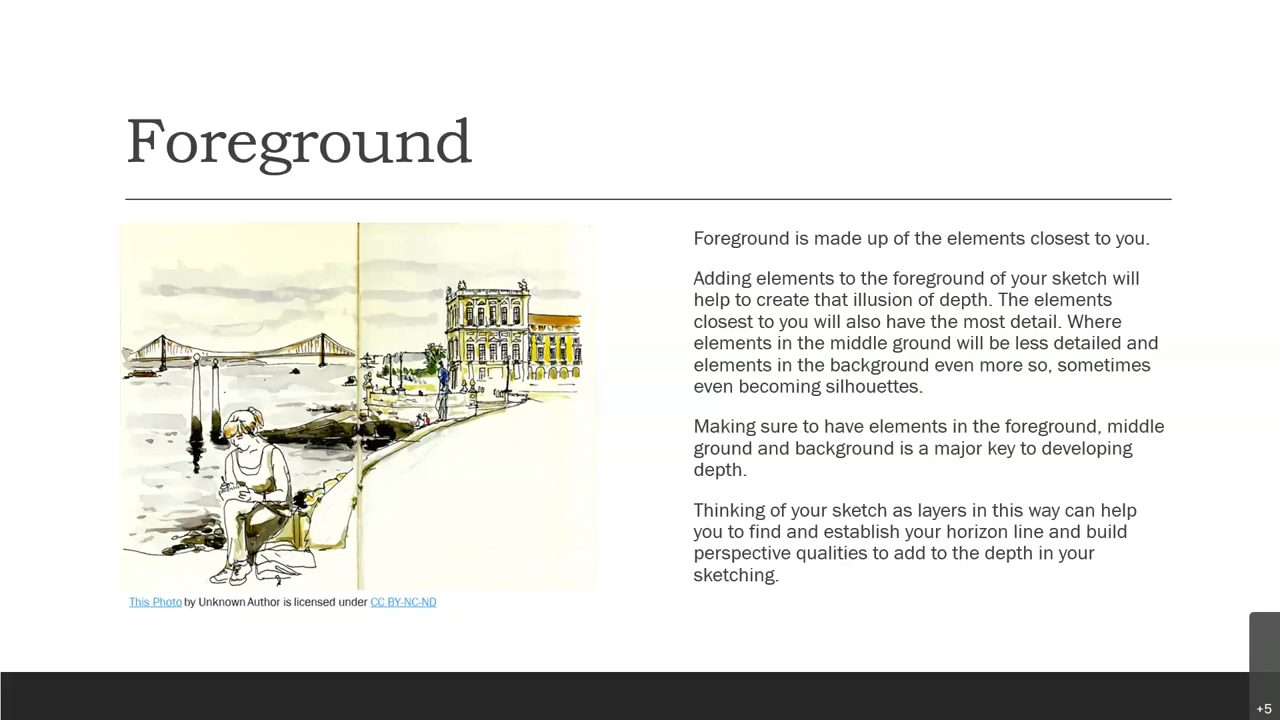 Foreground
Foreground is made up of the elements closest to you.
Adding elements to the foreground of your sketch will
help to create that illusion of depth. The elements
closest to you will also have the most detail. Where
elements in the middle ground will be less detailed and
elements in the background even more so, sometimes
even becoming silhouettes.
Making sure to have elements in the foreground, middle
ground and background is a major key to developing
depth.
Thinking of your sketch as layers in this way can help
you to find and establish your horizon line and build
perspective qualities to add to the depth in your
sketching.
This Photo by Unknown Author is licensed under CC BY-NC-ND
+5